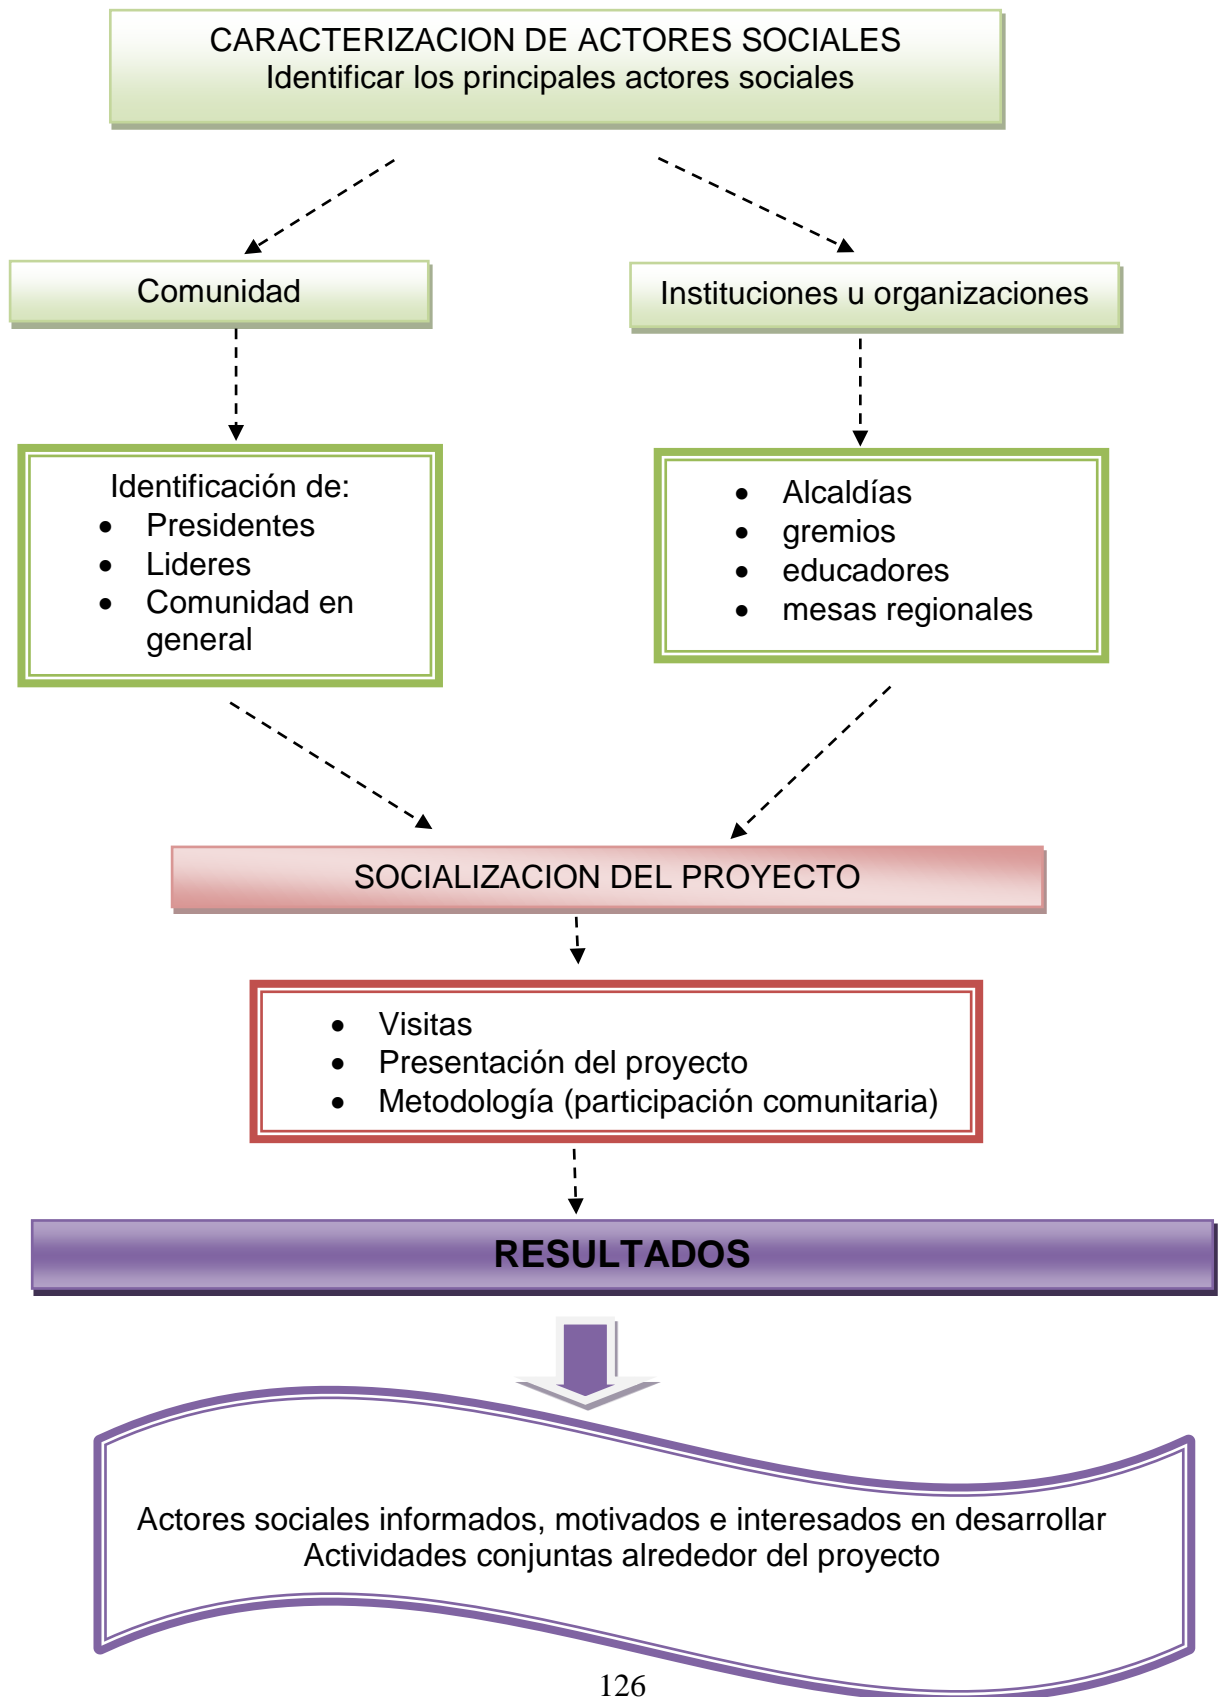 CARACTERIZACION DE ACTORES SOCIALES
Identificar los principales actores sociales
Comunidad
Instituciones u organizaciones
Identificación de:
• Presidentes
• Lideres
• Comunidad en
general
• Alcaldías
• gremios
• educadores
• mesas regionales
SOCIALIZACION DEL PROYECTO
• Visitas
• Presentación del proyecto
• Metodología (participación comunitaria)
RESULTADOS
Actores sociales informados, motivados e interesados en desarrollar
Actividades conjuntas alrededor del proyecto
126